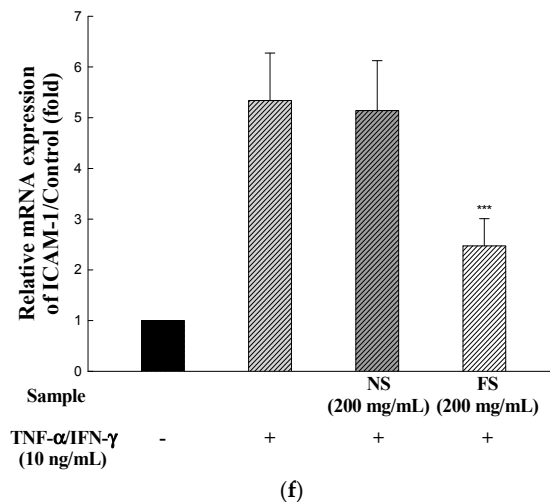 7
6
5
4
3
2
1
0
Relative mRNA expression
of ICAM-1/Control (fold)
***
Sample
NS
(200 mg/mL)
FS
(200 mg/mL)
TNF-α/IFN-γ
(10 ng/mL)
- + + +
(f)